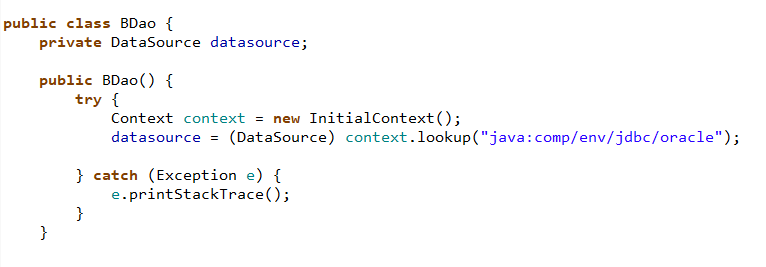 public class BDao {
    private DataSource datasource;
    public BDao() {
        try {
            Context context = new InitialContext();
            datasource = (DataSource) context.lookup("java:comp/env/jdbc/oracle");
        } catch (Exception e) {
            e.printStackTrace();
        }
    }